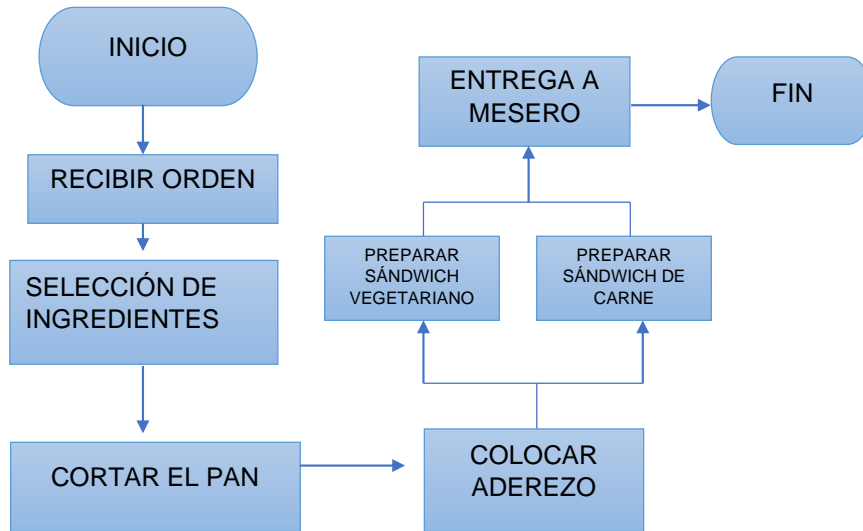 INICIO
RECIBIR ORDEN
SELECCIÓN DE
INGREDIENTES
CORTAR EL PAN
COLOCAR
ADEREZO
PREPARAR
SÁNDWICH
VEGETARIANO
PREPARAR
SÁNDWICH DE
CARNE
ENTREGA A
MESERO
FIN